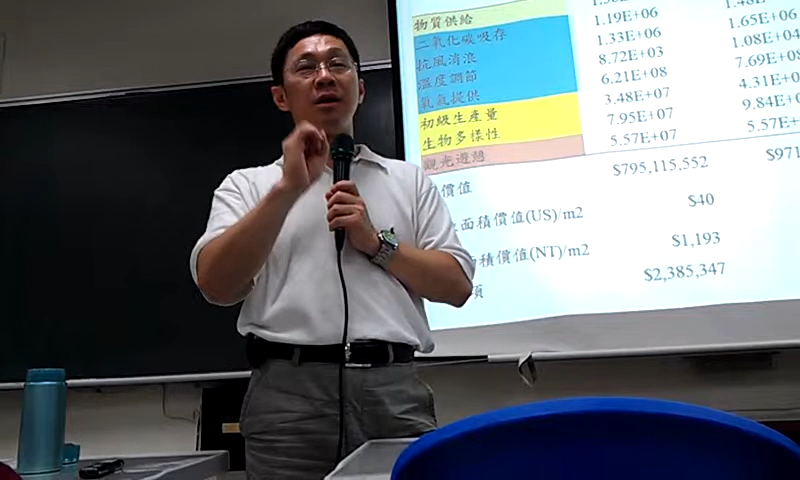 物質供給 1.19E+06 1.65E+06
二氧化碳吸存 1.33E+06 1.08E+04
抗風消浪 8.72E+03 7.69E+08
溫度調節 6.21E+08 4.31E+0
氧氣提供 3.48E+07 9.84E+0
初級生產量 7.95E+07 5.57E+
生物多樣性 5.57E+07
觀光遊憩 $795,115,552 $971
價值 $40
面積價值(US)/m2 $1,193
積價值(NT)/m2 $2,385,347
項